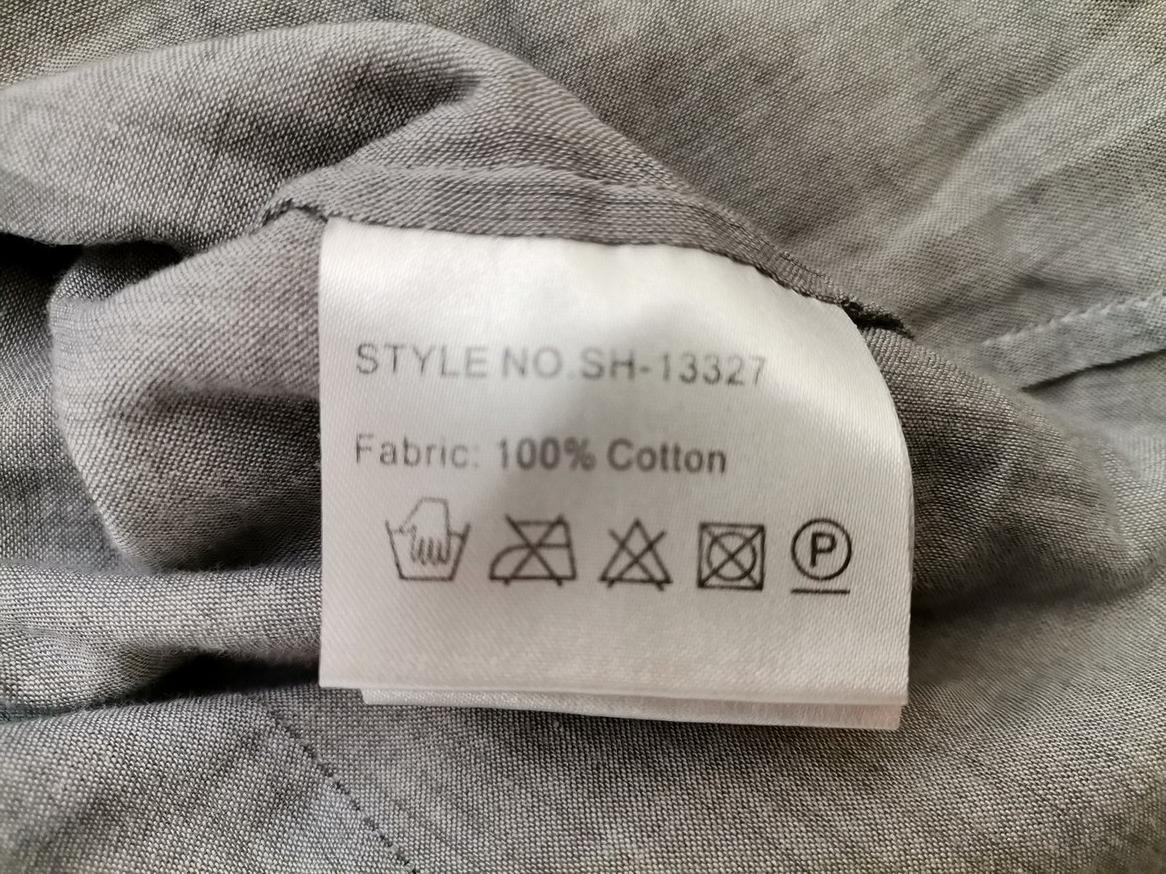 STYLE NO.SH-13327
Fabric: 100% Cotton
P